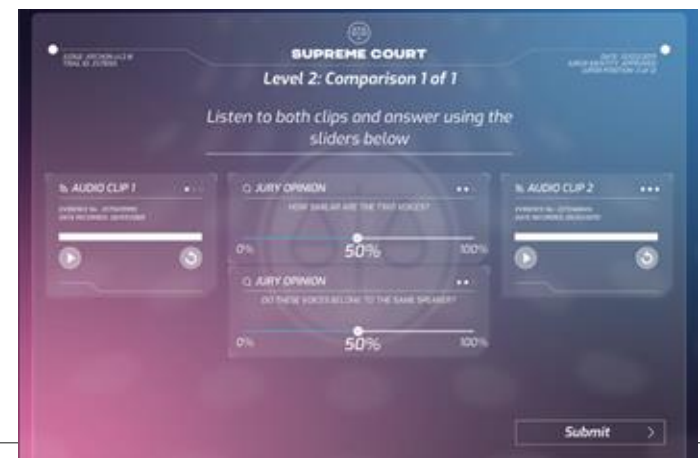 SUPREME COURT
Level 2: Comparison 1 of 1
Listen to both clips and answer using the
sliders below
AUDIO CLIP 1
JURY OPINION
HOW SIMILAR ARE THE TWO VOICES?
0%
50%
100%
AUDIO CLIP 2
JURY OPINION
DO THESE VOICES BELONG TO THE SAME SPEAKER?
0%
50%
100%
Submit